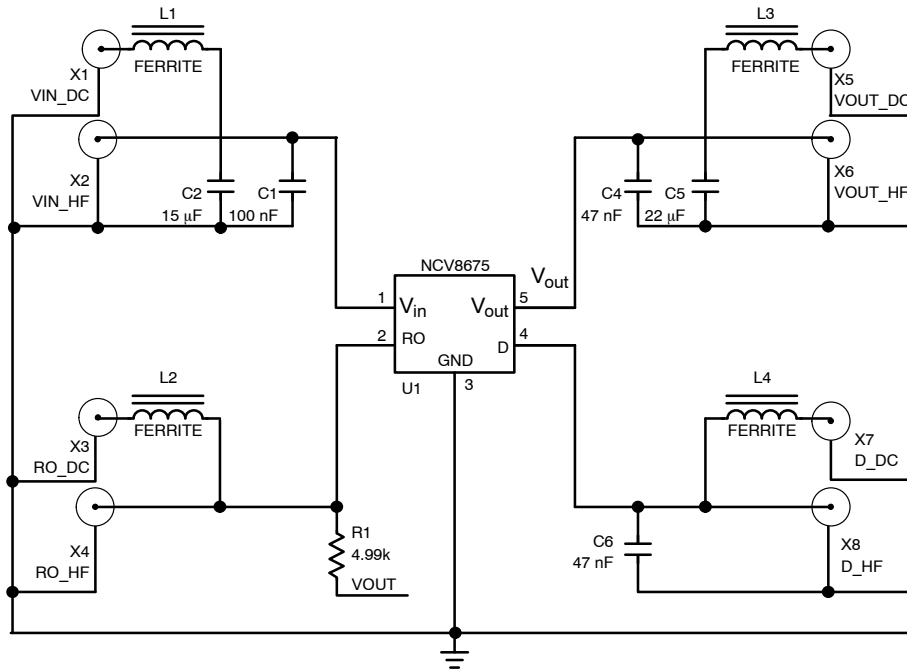 L1
FERRITE
X1
VIN_DC
X2
VIN_HF
C2
15 μF
C1
100 nF
L3
FERRITE
X5
VOUT_DC
X6
VOUT_HF
C4
47 nF
C5
22 μF
NCV8675
Vout
1
Vin
Vout
5
2
RO
D
4
GND
U1
3
L2
FERRITE
X3
RO_DC
X4
RO_HF
R1
4.99k
VOUT
L4
FERRITE
X7
D_DC
X8
D_HF
C6
47 nF